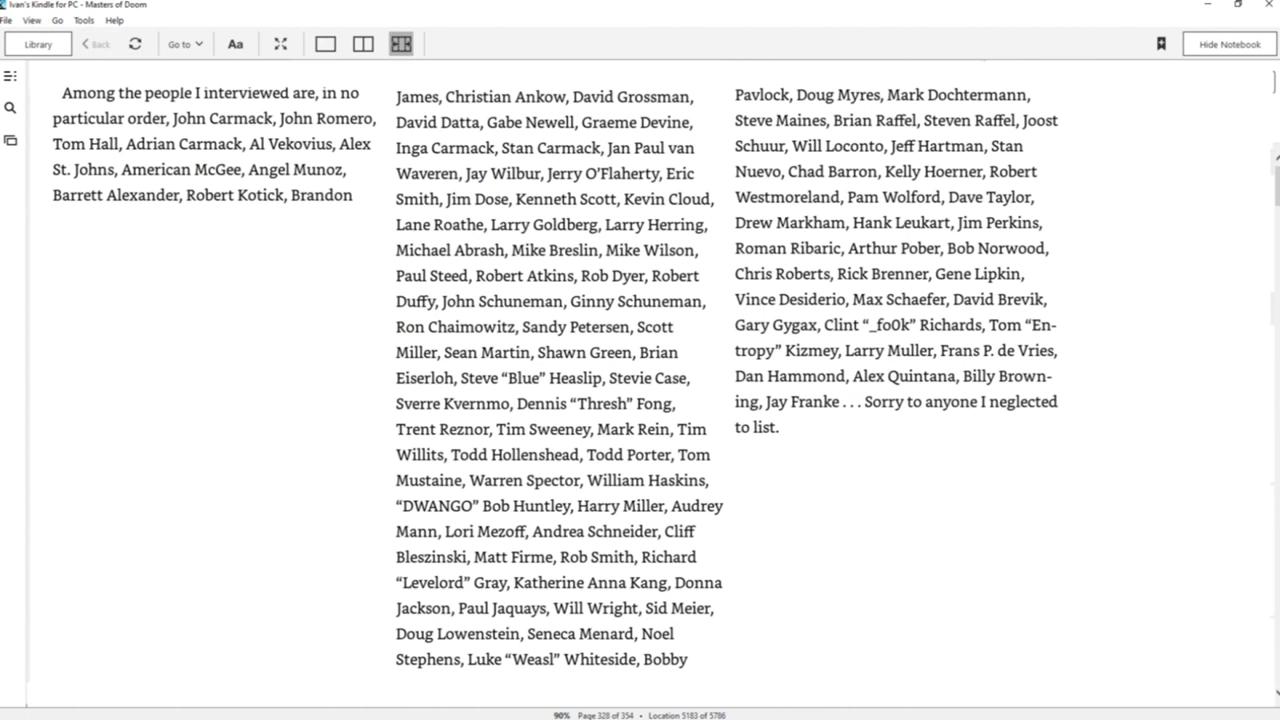 Ivan's Kindle for PC - Masters of Doom
File View Go Tools Help
Library Back Go to Aa Hide Notebook
Among the people I interviewed are, in no
particular order, John Carmack, John Romero,
Tom Hall, Adrian Carmack, Al Vekovius, Alex
St. Johns, American McGee, Angel Munoz,
Barrett Alexander, Robert Kotick, Brandon
James, Christian Ankow, David Grossman,
David Datta, Gabe Newell, Graeme Devine,
Inga Carmack, Stan Carmack, Jan Paul van
Waveren, Jay Wilbur, Jerry O'Flaherty, Eric
Smith, Jim Dose, Kenneth Scott, Kevin Cloud,
Lane Roathe, Larry Goldberg, Larry Herring,
Michael Abrash, Mike Breslin, Mike Wilson,
Paul Steed, Robert Atkins, Rob Dyer, Robert
Duffy, John Schuneman, Ginny Schuneman,
Ron Chaimowitz, Sandy Petersen, Scott
Miller, Sean Martin, Shawn Green, Brian
Eiserloh, Steve “Blue” Heaslip, Stevie Case,
Sverre Kvernmo, Dennis “Thresh” Fong,
Trent Reznor, Tim Sweeney, Mark Rein, Tim
Willits, Todd Hollenshead, Todd Porter, Tom
Mustaine, Warren Spector, William Haskins,
“DWANGO” Bob Huntley, Harry Miller, Audrey
Mann, Lori Mezoff, Andrea Schneider, Cliff
Bleszinski, Matt Firme, Rob Smith, Richard
“Levelord” Gray, Katherine Anna Kang, Donna
Jackson, Paul Jaquays, Will Wright, Sid Meier,
Doug Lowenstein, Seneca Menard, Noel
Stephens, Luke “Weasl” Whiteside, Bobby
Pavlock, Doug Myres, Mark Dochtermann,
Steve Maines, Brian Raffel, Steven Raffel, Joost
Schuur, Will Loconto, Jeff Hartman, Stan
Nuevo, Chad Barron, Kelly Hoerner, Robert
Westmoreland, Pam Wolford, Dave Taylor,
Drew Markham, Hank Leukart, Jim Perkins,
Roman Ribaric, Arthur Pober, Bob Norwood,
Chris Roberts, Rick Brenner, Gene Lipkin,
Vince Desiderio, Max Schaefer, David Brevik,
Gary Gygax, Clint “_fo0k” Richards, Tom “En-
tropy” Kizmey, Larry Muller, Frans P. de Vries,
Dan Hammond, Alex Quintana, Billy Brown-
ing, Jay Franke . . . Sorry to anyone I neglected
to list.
90% Page 328 of 354 • Location 5183 of 5786